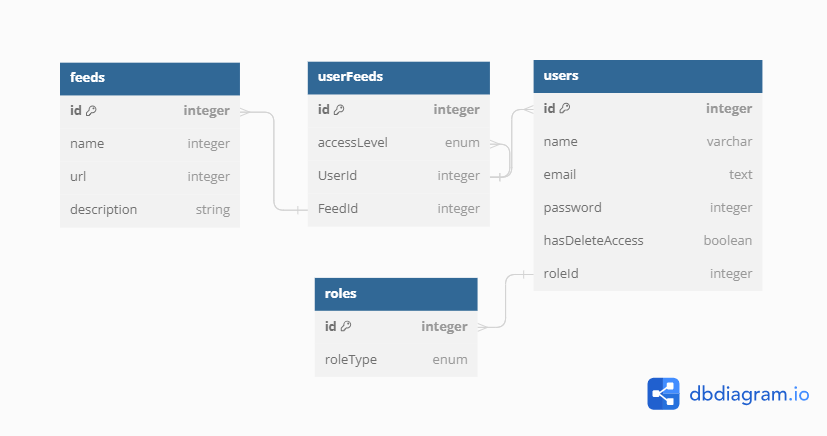 feeds
id integer
name integer
url integer
description string
userFeeds
id integer
accessLevel enum
UserId integer
FeedId integer
users
id integer
name varchar
email text
password integer
hasDeleteAccess boolean
roleId integer
roles
id integer
roleType enum
dbdiagram.io